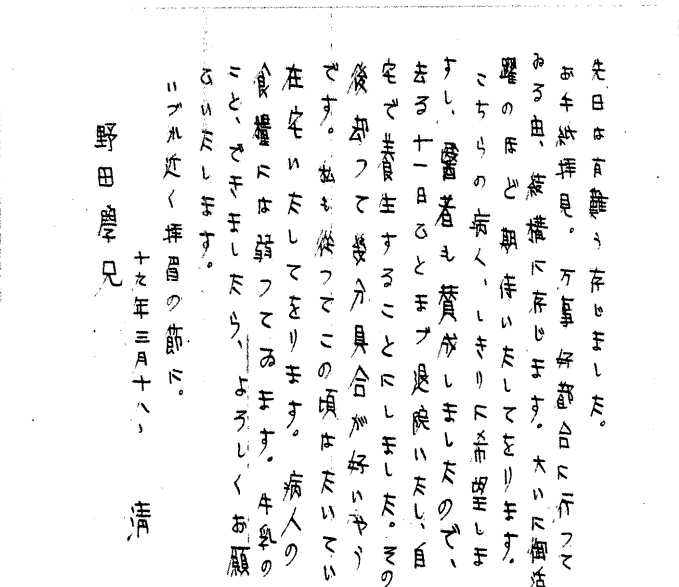 先日は有難う存じました。
お手紙拝見。万事好都合に行つて
ゐる由、結構に存じます。大いに御活
躍のほど期待いたしてをります。
こちらの病人、しきりに希望しま
すし、醫者も賛成しましたので、
去る十一日ひとまづ退院いたし、自
宅で養生することにしました。その
後却つて幾分具合が好いやう
です。私も従つてこの頃はたいてい
在宅いたしてをります。病人の
食糧には弱つてゐます。牛乳の
こと、できましたら、よろしくお願
ひいたします。
いづれ近く拝眉の節に。
十九年三月十八、
清
野田學兄